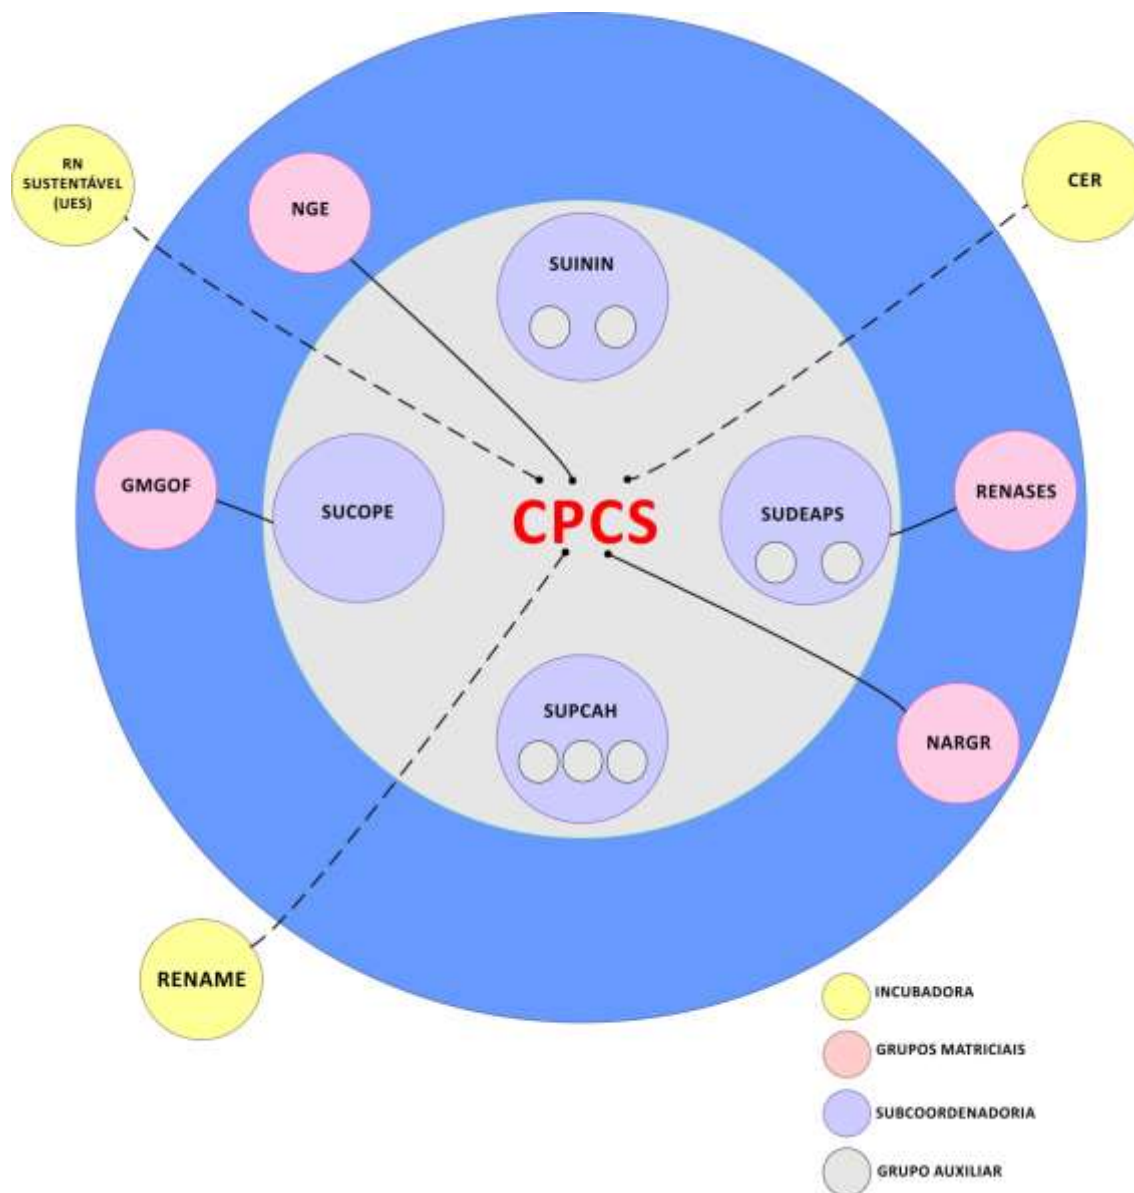 RN
SUSTENTÁVEL
(UES)
CER
NGE
SUININ
GMGOF
SUCOPE
CPCS
SUDEAPS
RENASES
SUPCAH
NARGR
RENAME
INCUBADORA
GRUPOS MATRICIAIS
SUBCOORDENADORIA
GRUPO AUXILIAR